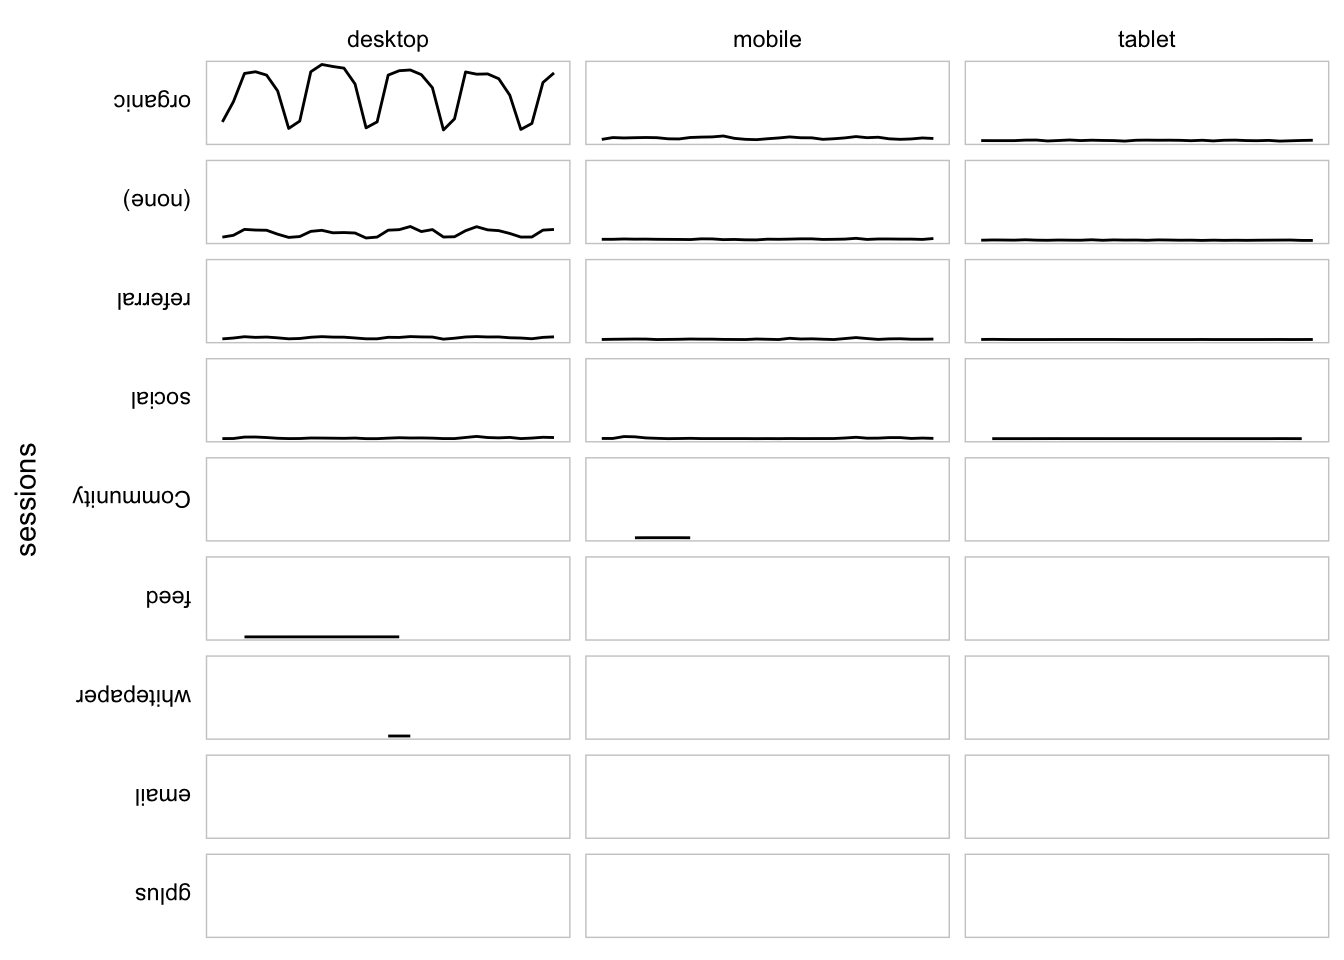 desktop mobile tablet
organic
(none)
referral
social
sessions
Community
feed
whitepaper
email
gplus